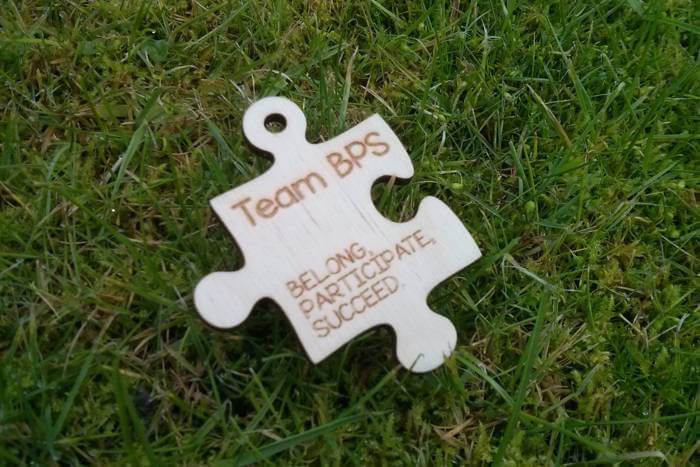 Team BPS
BELONG,
PARTICIPATE,
SUCCEED.